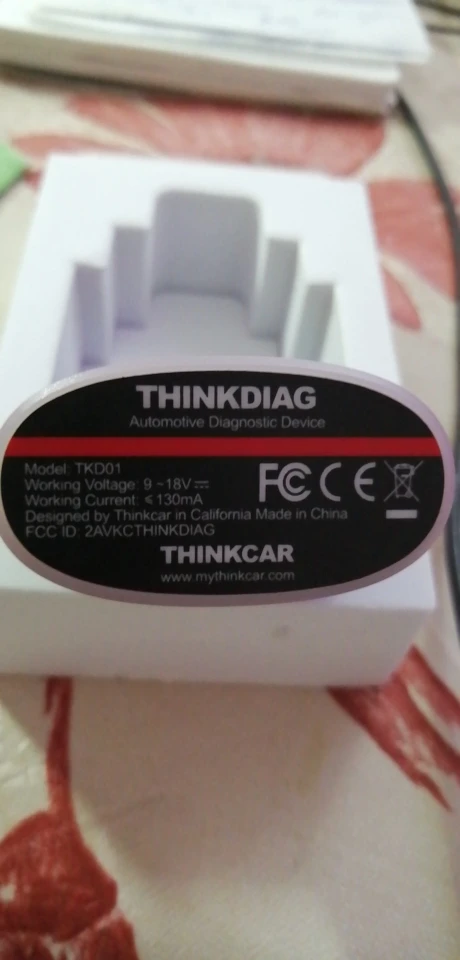 THINKDIAG
Automotive Diagnostic Device
Model: TKD01
Working Voltage: 9 ~18V⎓
Working Current: ≤130mA
Designed by Thinkcar in California Made in China
FCC ID: 2AVKCTHINKDIAG
FC CE
THINKCAR
www.mythinkcar.com